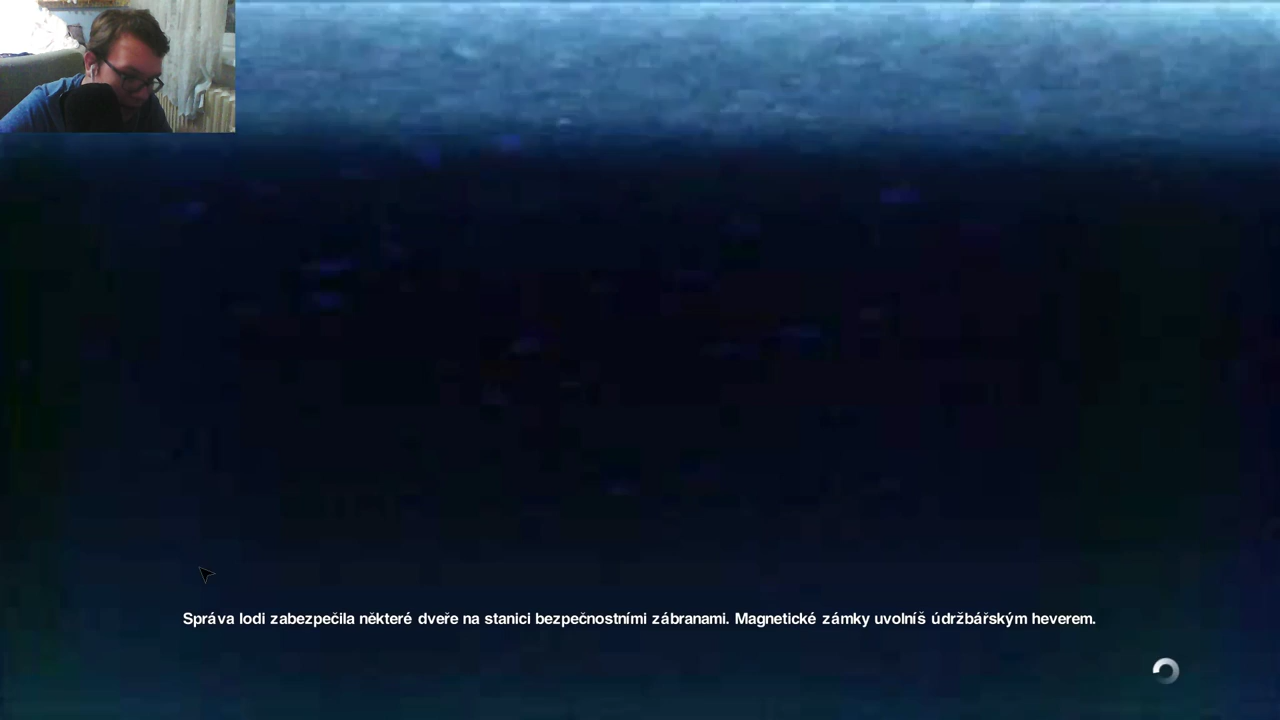 Správa lodi zabezpečila některé dveře na stanici bezpečnostními zábranami. Magnetické zámky uvolníš údržbářským heverem.